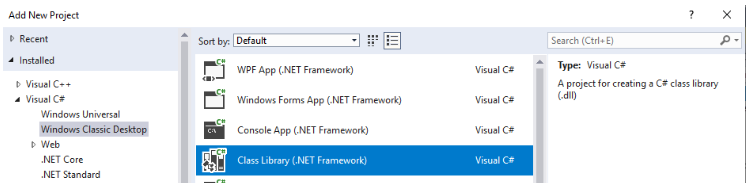 Add New Project
? X
Recent
Installed
Visual C++
Visual C#
Windows Universal
Windows Classic Desktop
Web
.NET Core
.NET Standard
Sort by: Default
C# WPF App (.NET Framework) Visual C#
C# Windows Forms App (.NET Framework) Visual C#
C# C:\ Console App (.NET Framework) Visual C#
C# Class Library (.NET Framework) Visual C#
C#
Search (Ctrl+E)
Type: Visual C#
A project for creating a C# class library
(.dll)